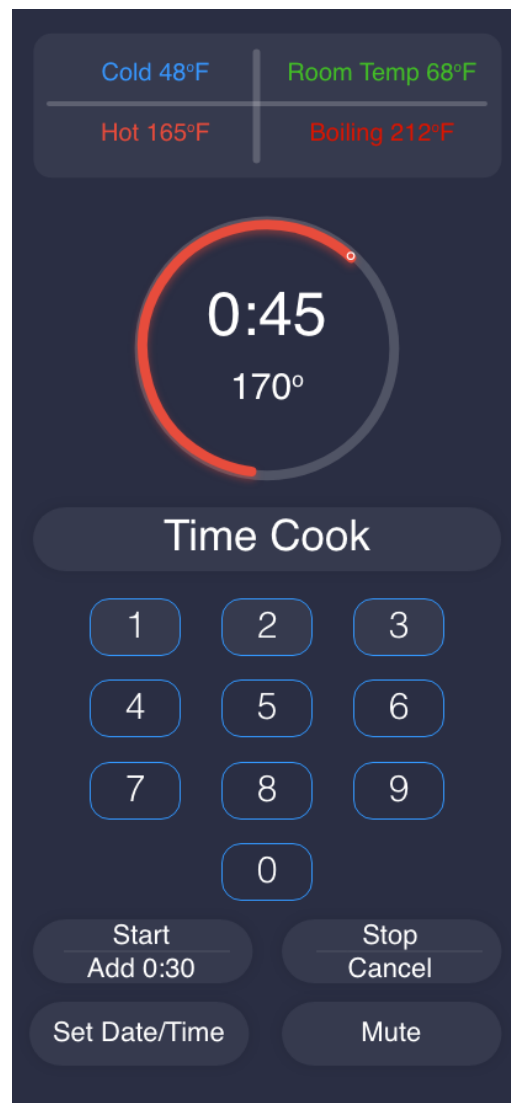 Cold 48°F Room Temp 68°F
Hot 165°F Boiling 212°F
0:45
170°
Time Cook
1 2 3
4 5 6
7 8 9
0
Start Stop
Add 0:30 Cancel
Set Date/Time Mute